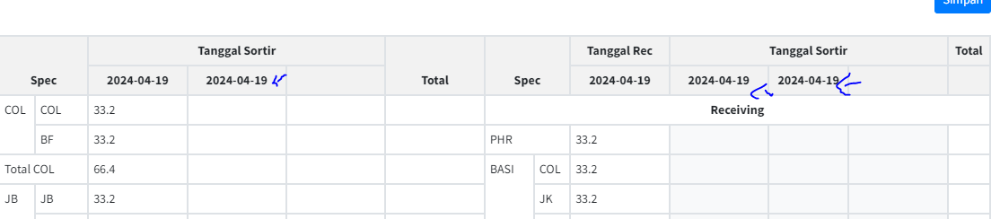 Simpan
Tanggal Sortir Tanggal Rec Tanggal Sortir Total
Spec 2024-04-19 2024-04-19 Total Spec 2024-04-19 2024-04-19 2024-04-19
COL COL 33.2 Receiving
BF 33.2 PHR 33.2
Total COL 66.4 BASI COL 33.2
JB JB 33.2 JK 33.2